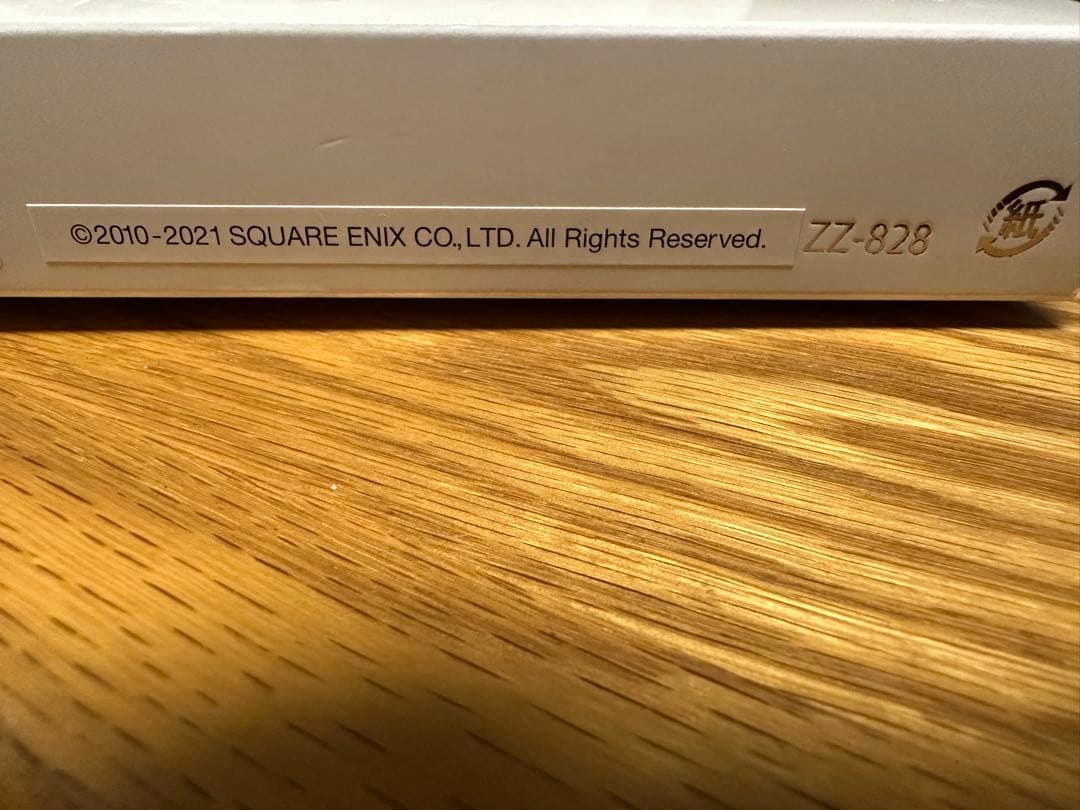 ©2010-2021 SQUARE ENIX CO.,LTD. All Rights Reserved. ZZ-828 紙